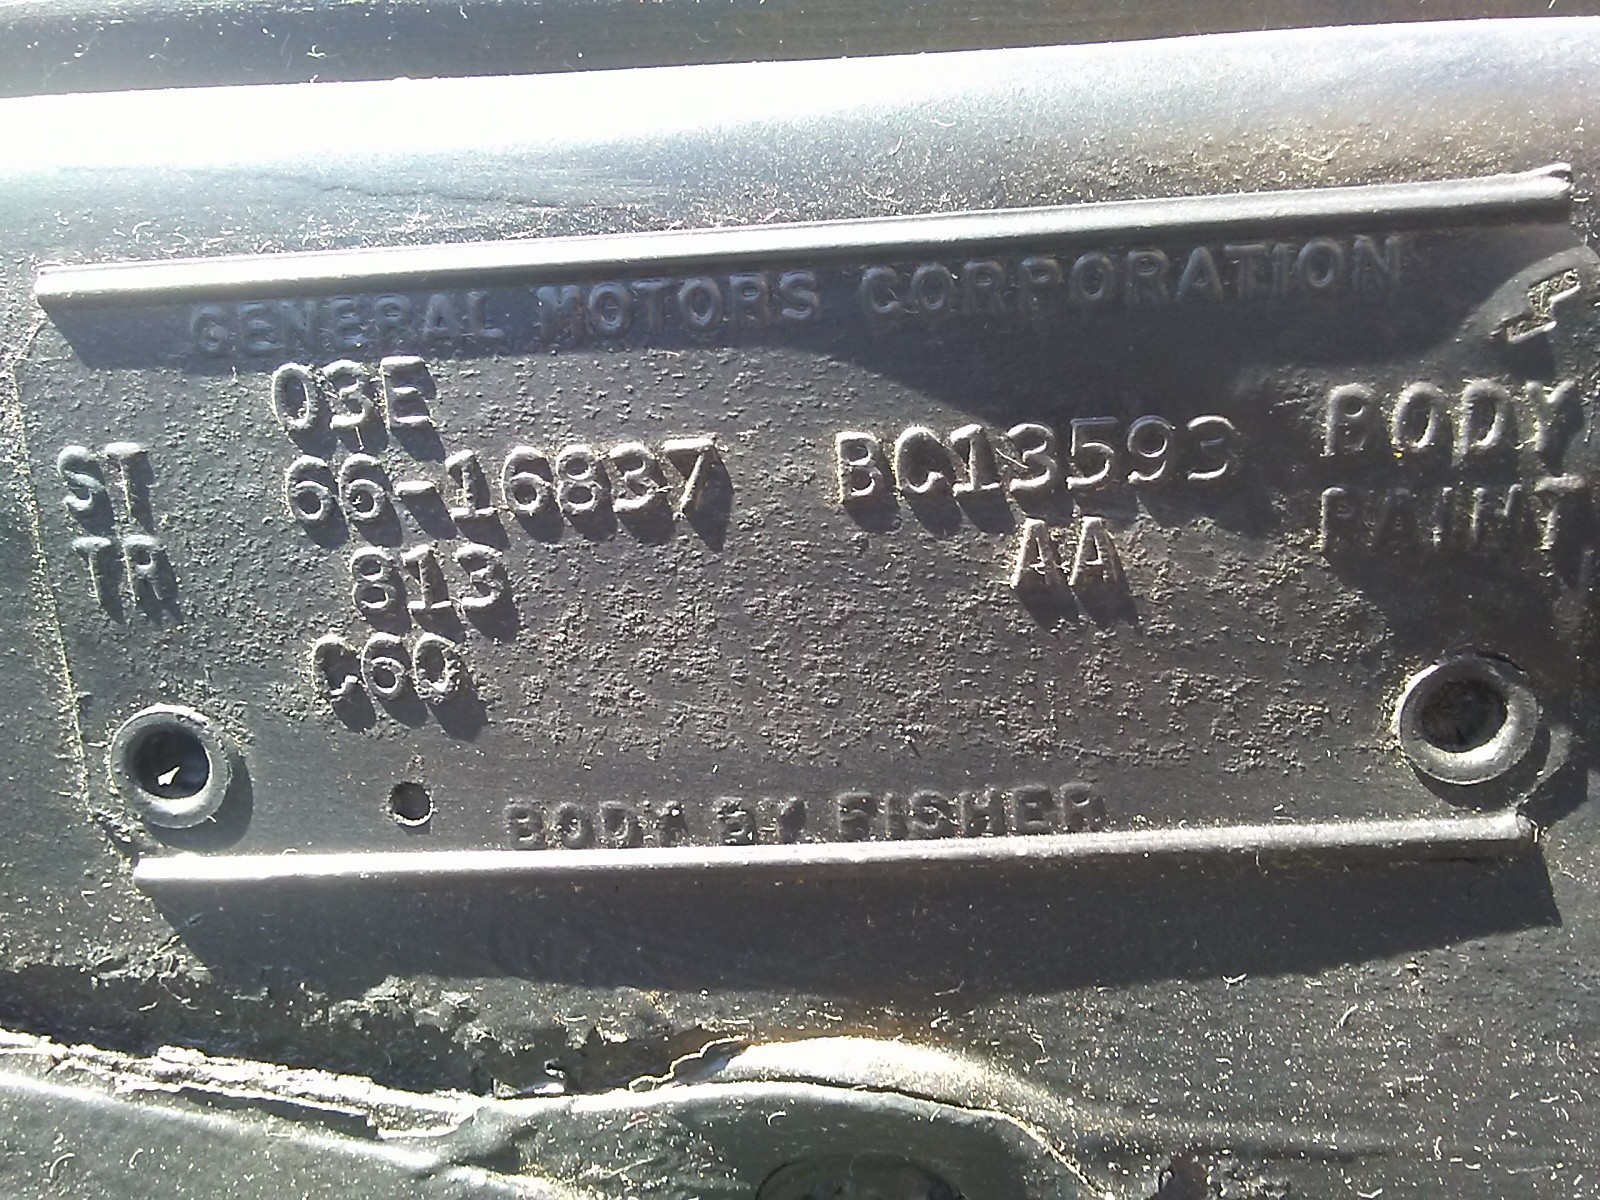 GENERAL MOTORS CORPORATION
03E
ST 66-16837 BC13593 BODY
TR 813 AA PAINT
C60
BODY BY FISHER